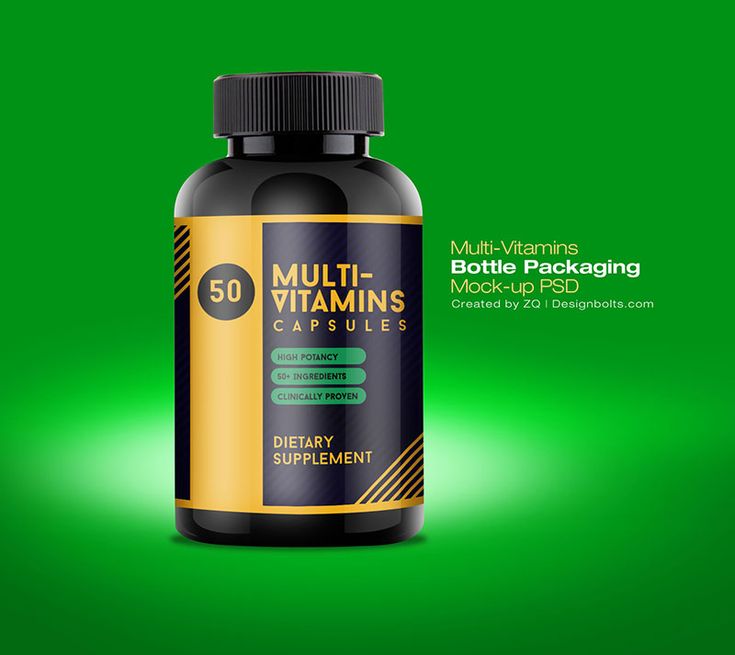 50
MULTI-
VITAMINS
CAPSULES
HIGH POTANCY
50+ INGREDIENTS
CLINICALLY PROVEN
DIETARY
SUPPLEMENT
Multi-Vitamins
Bottle Packaging
Mock-up PSD
Created by ZQ | Designbolts.com